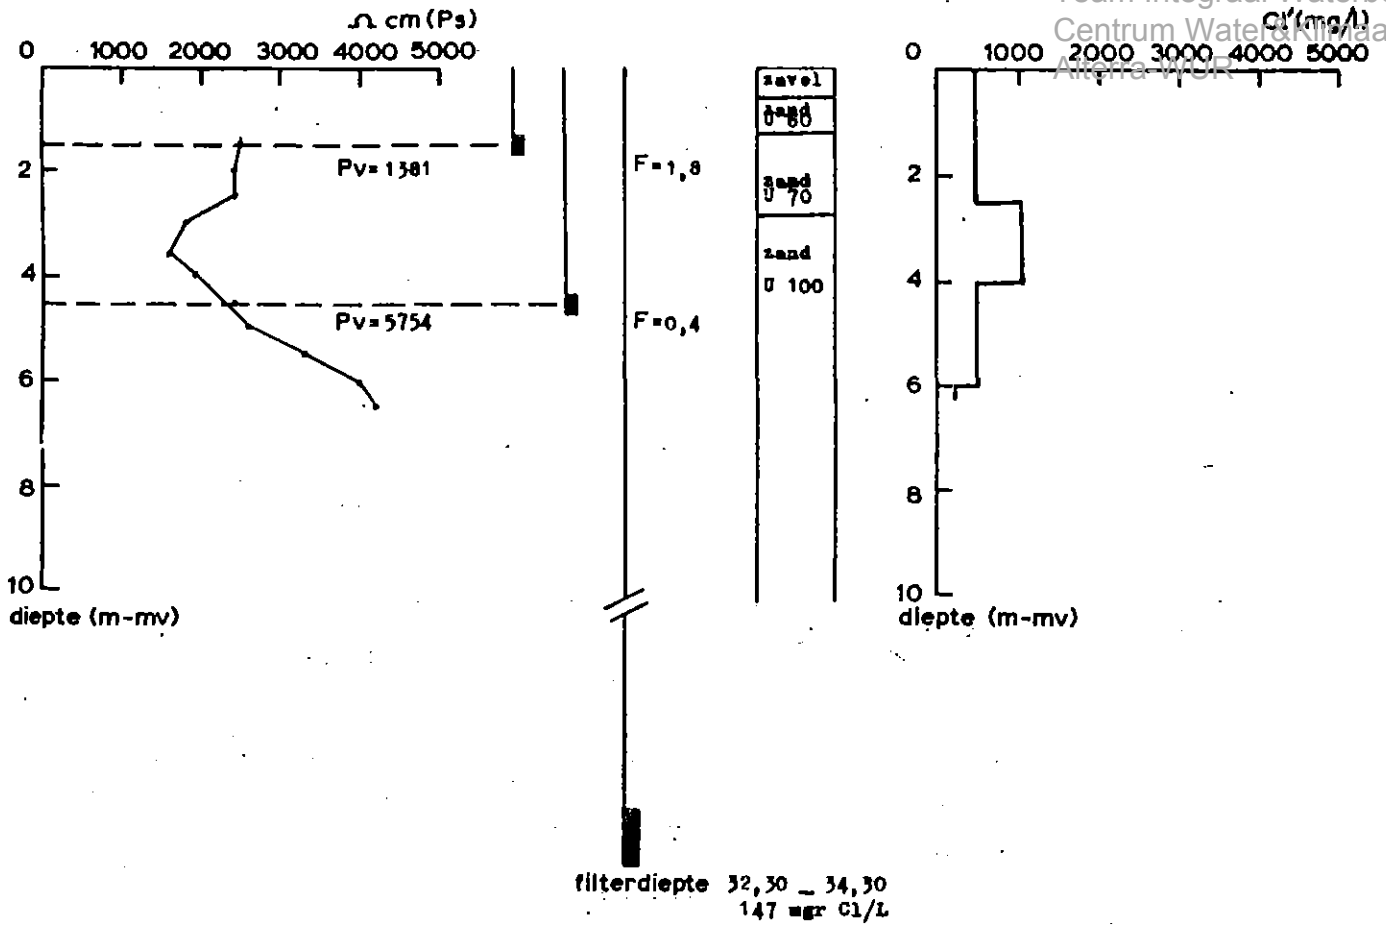 Ω cm (Ps)
0 1000 2000 3000 4000 5000
2
4
6
8
10
diepte (m-mv)
Pv=1381
Pv=5754
F=1,8
F=0,4
zavel
zand
U 60
zand
U 70
zand
U 100
Centrum Water&Klimaa
Alterra-WUR
Cl'(mg/l)
0 1000 2000 3000 4000 5000
2
4
6
8
10
diepte (m-mv)
filterdiepte 32,30 _ 34,30
147 mgr Cl/L